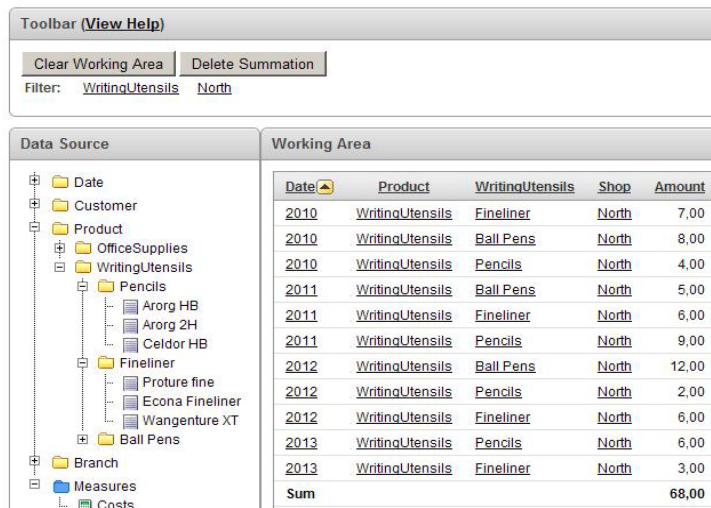 Toolbar (View Help)
Clear Working Area Delete Summation
Filter: WritingUtensils North
Data Source
Date
Customer
Product
OfficeSupplies
WritingUtensils
Pencils
Arorg HB
Arorg 2H
Celdor HB
Fineliner
Proture fine
Econa Fineliner
Wangenture XT
Ball Pens
Branch
Measures
Costs
Working Area
Date Product WritingUtensils Shop Amount
2010 WritingUtensils Fineliner North 7,00
2010 WritingUtensils Ball Pens North 8,00
2010 WritingUtensils Pencils North 4,00
2011 WritingUtensils Ball Pens North 5,00
2011 WritingUtensils Fineliner North 6,00
2011 WritingUtensils Pencils North 9,00
2012 WritingUtensils Ball Pens North 12,00
2012 WritingUtensils Pencils North 2,00
2012 WritingUtensils Fineliner North 6,00
2013 WritingUtensils Pencils North 6,00
2013 WritingUtensils Fineliner North 3,00
Sum 68,00